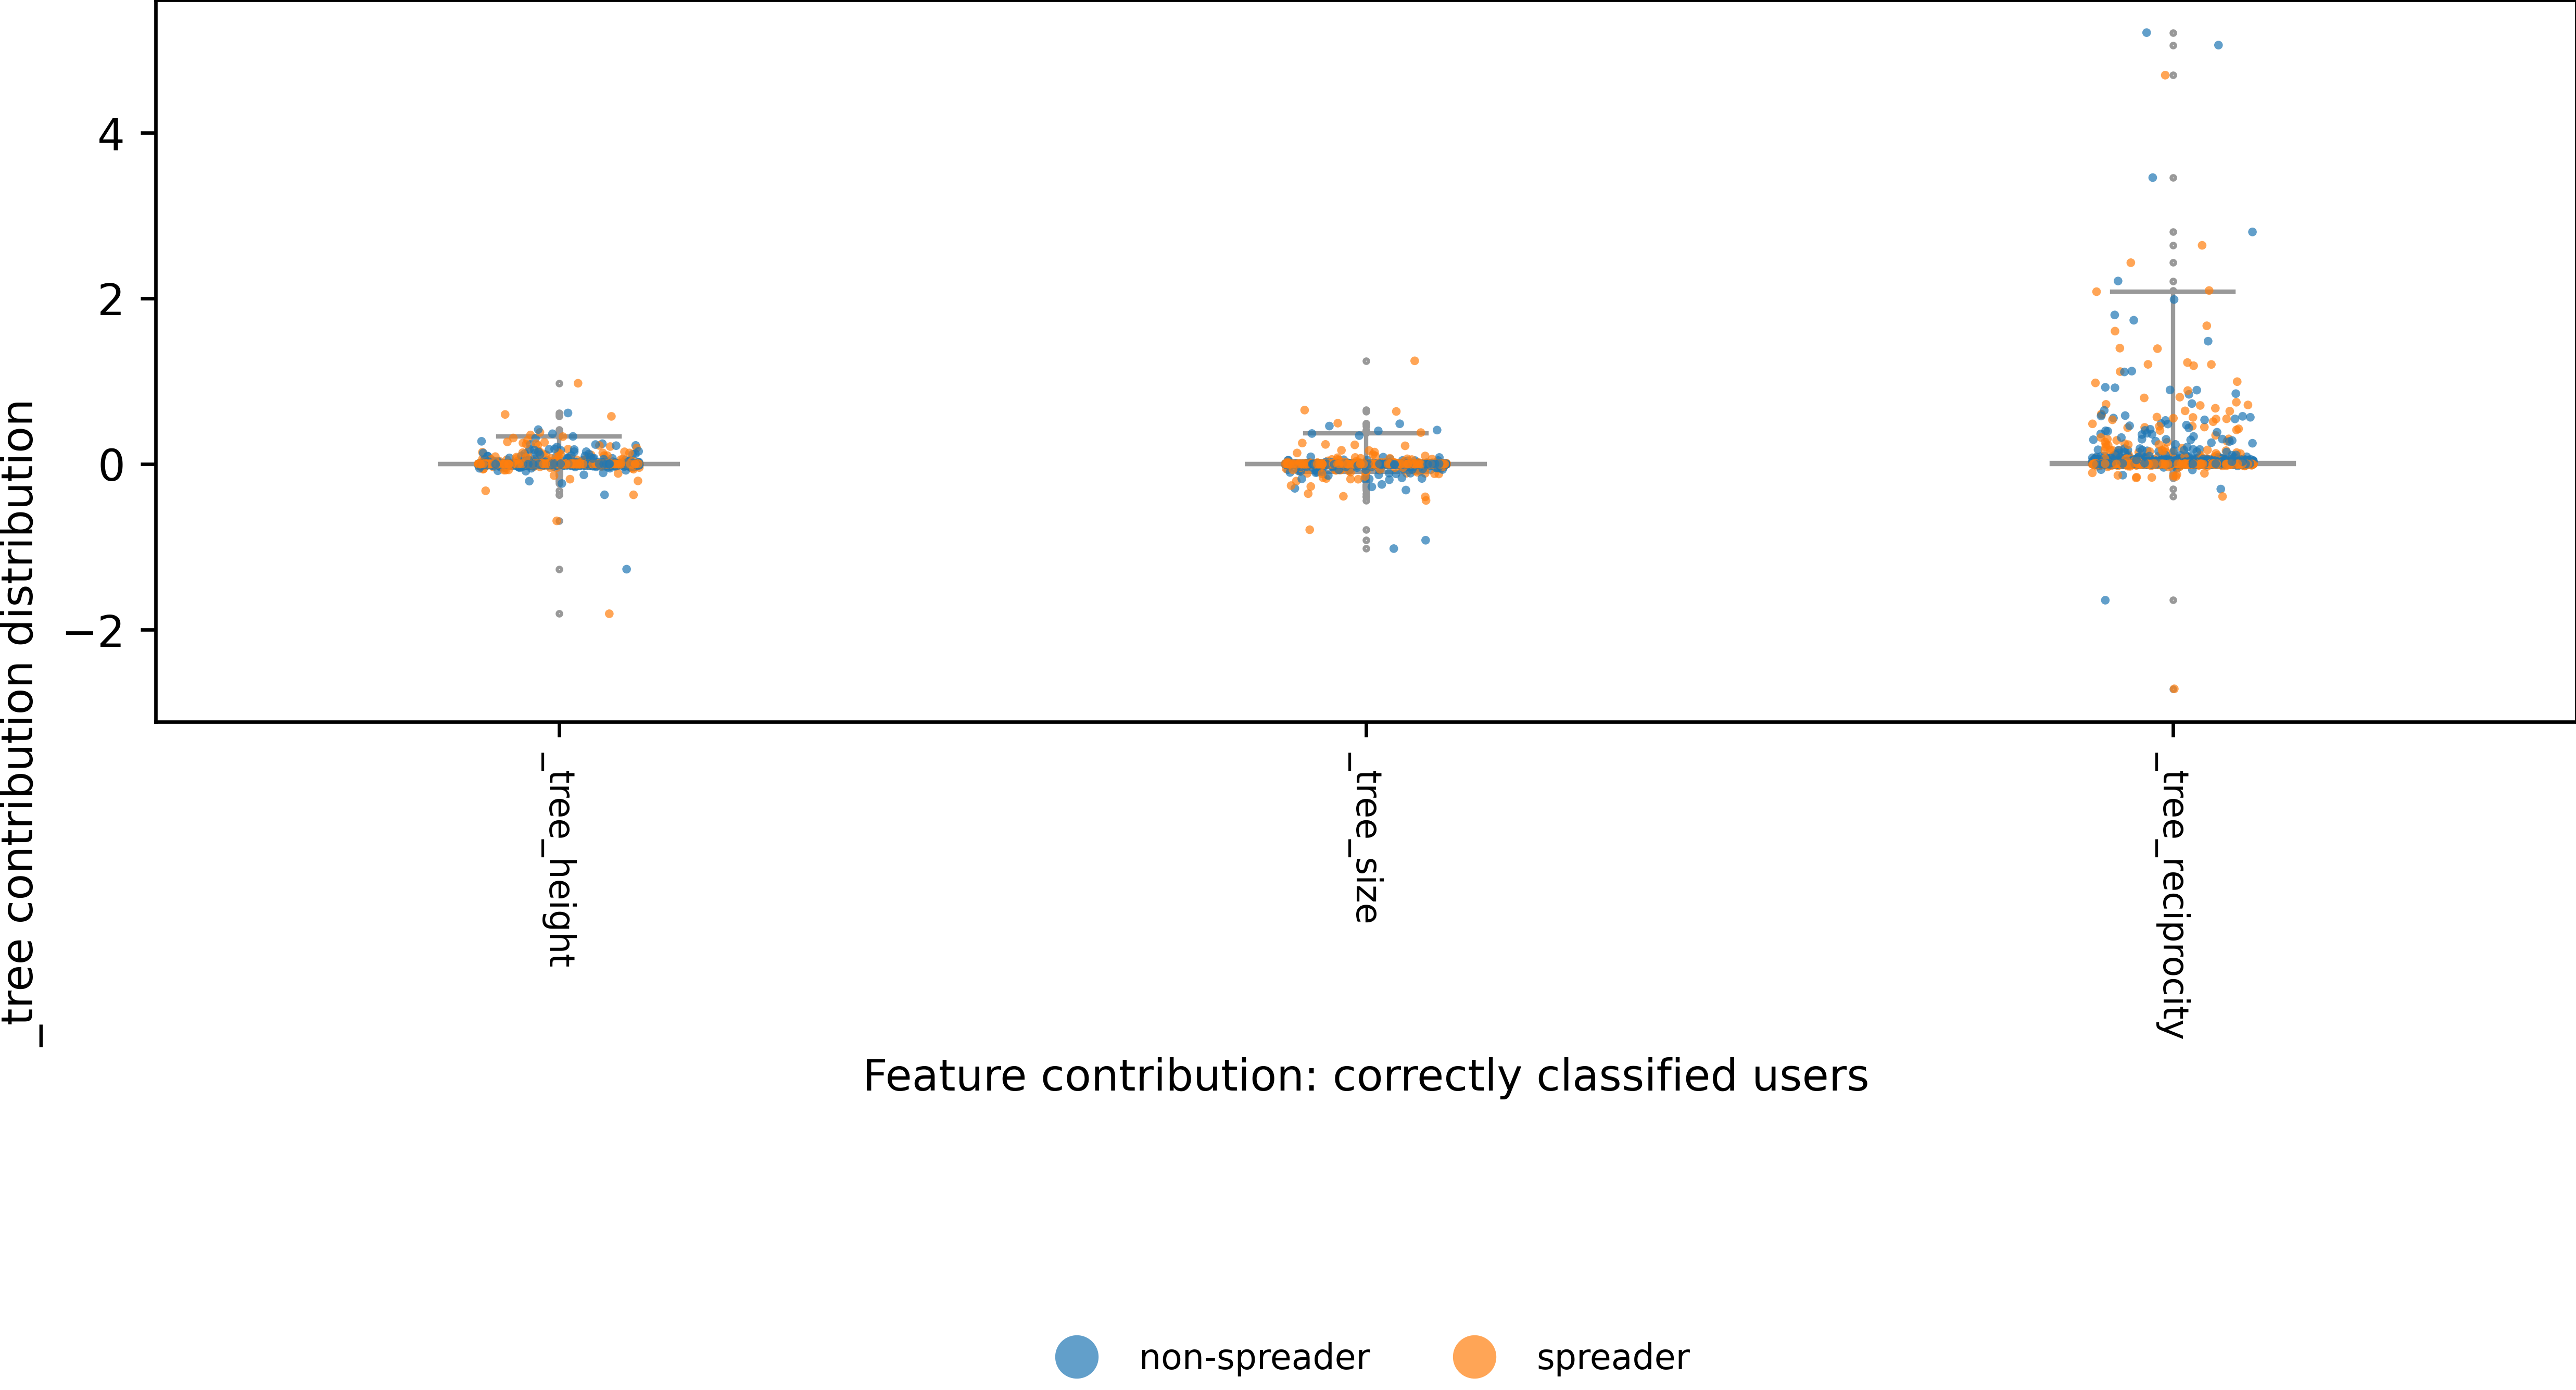 _tree contribution distribution
4
2
0
−2
_tree_height
_tree_size
_tree_reciprocity
Feature contribution: correctly classified users
non-spreader
spreader